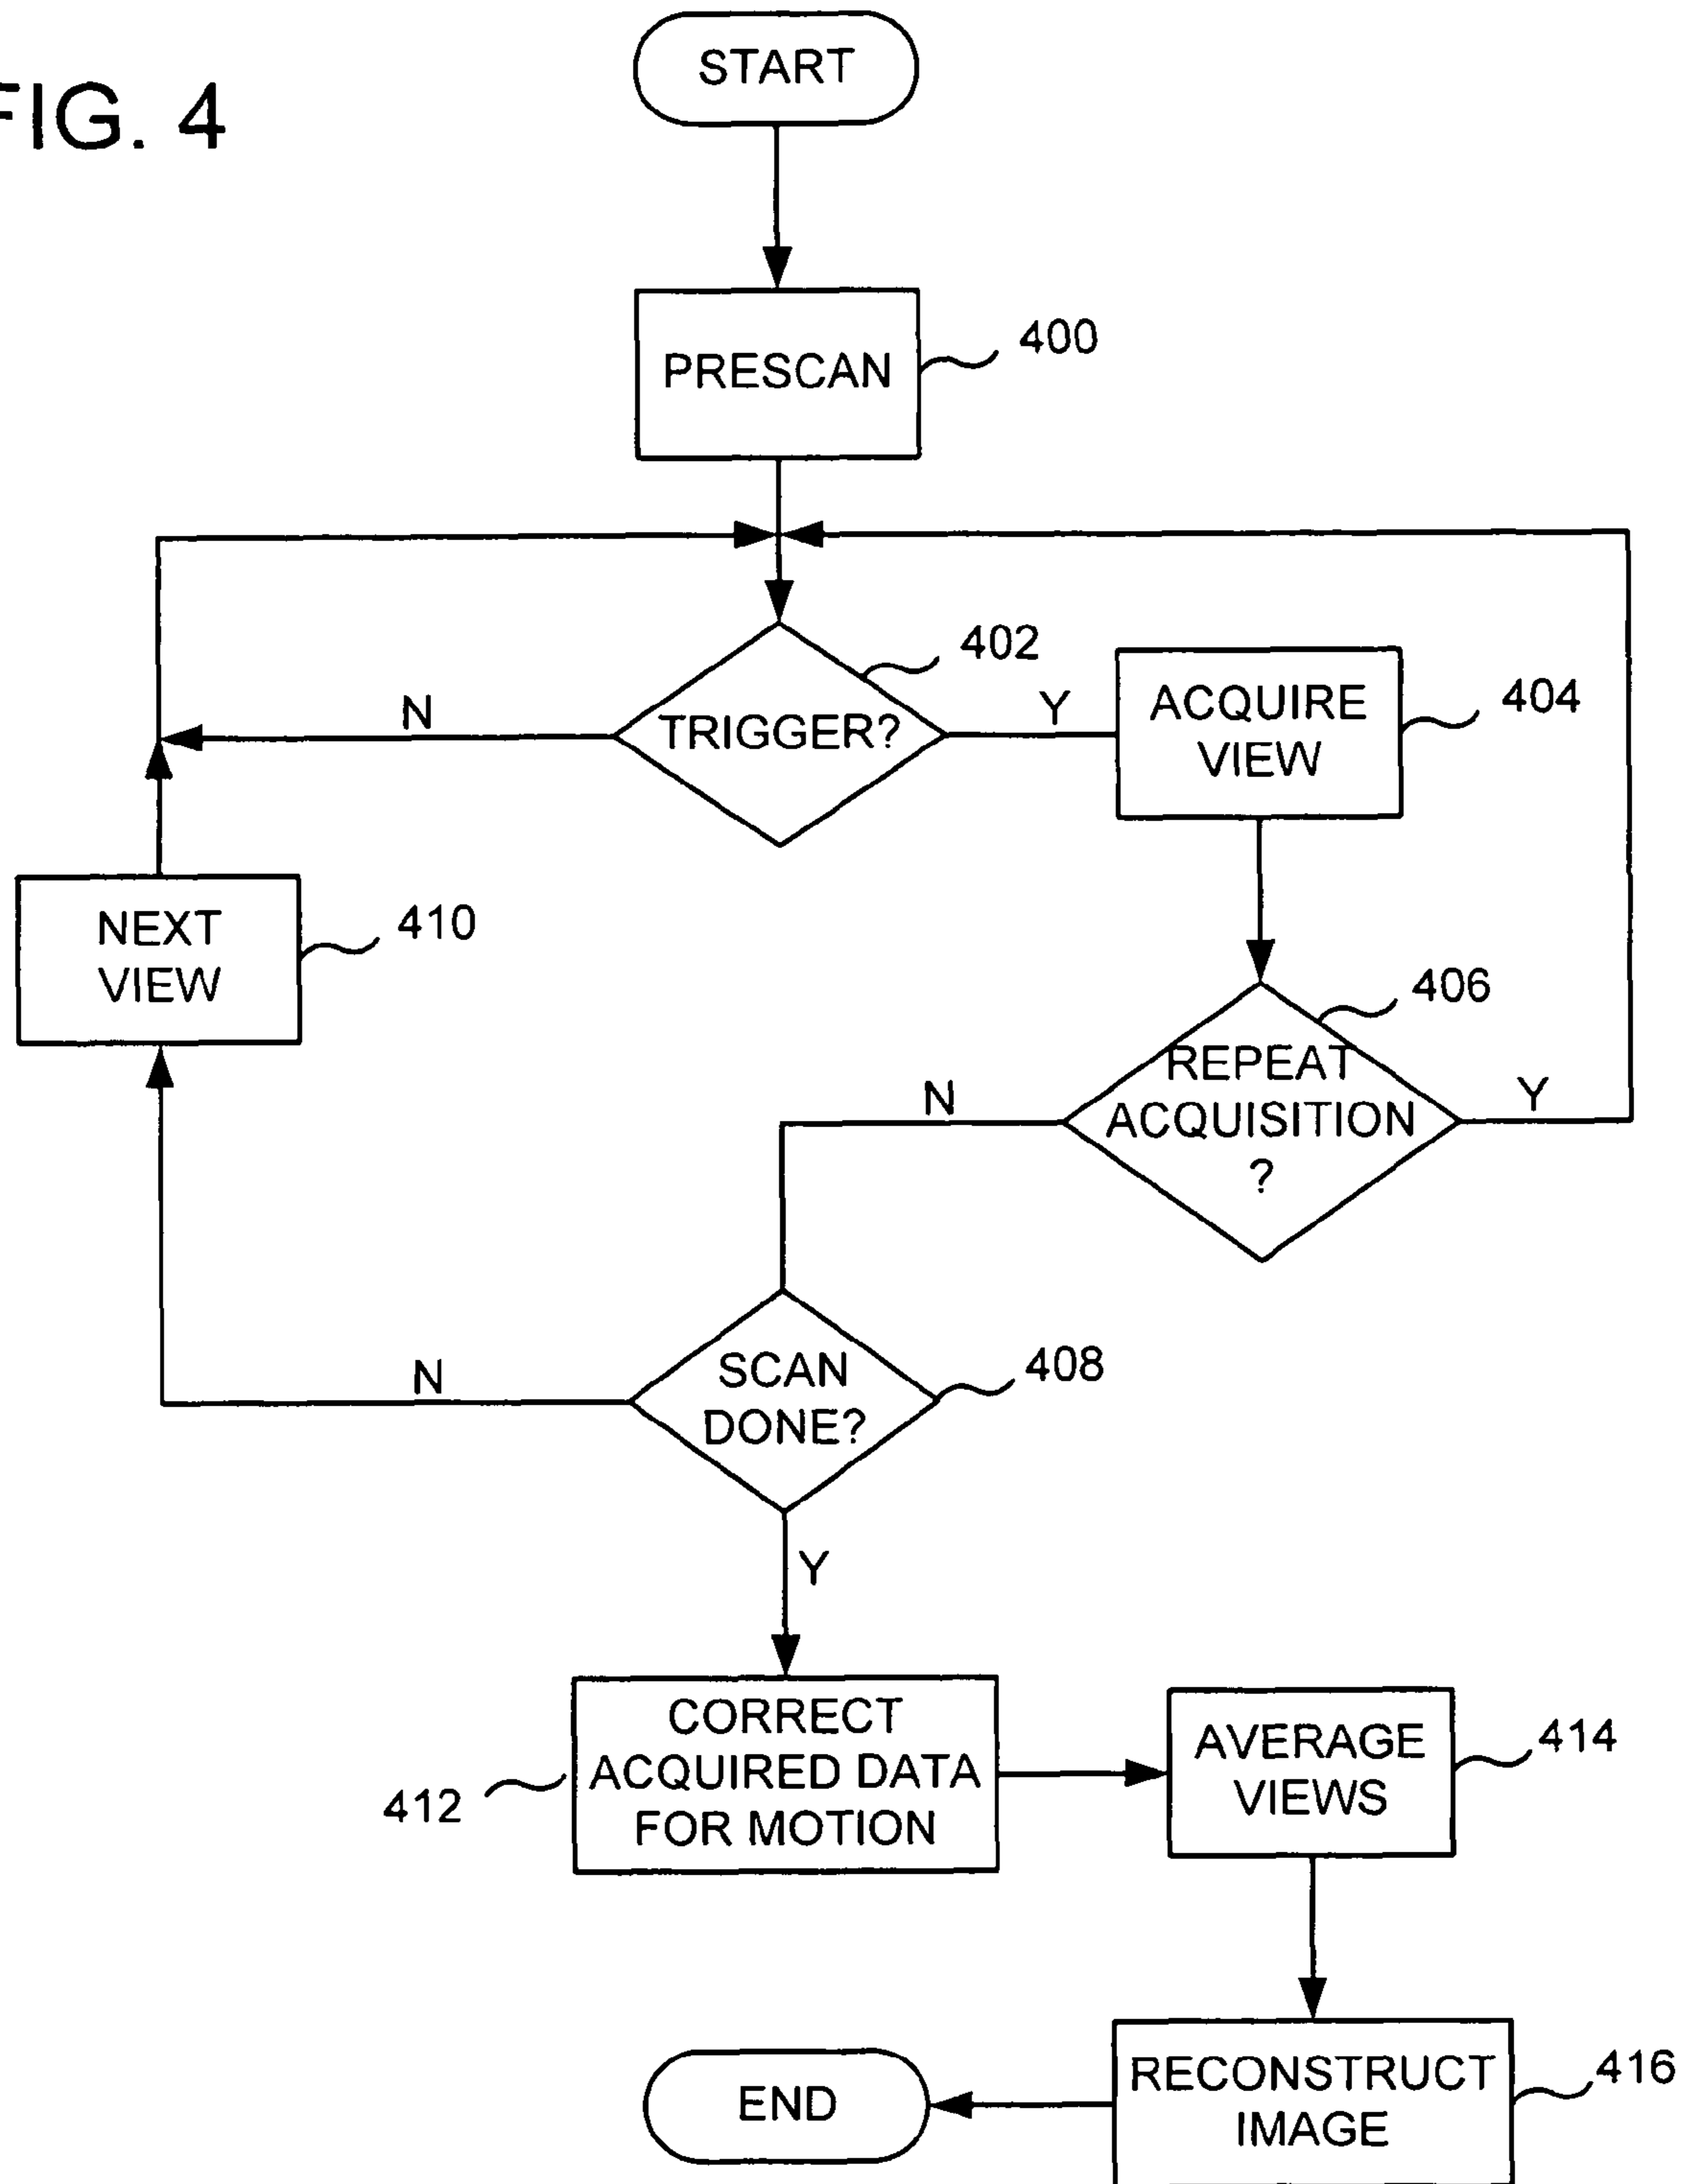 START
FIG. 4
PRESCAN
400
402
TRIGGER?
N
Y
ACQUIRE
VIEW
404
NEXT
VIEW
410
406
REPEAT
ACQUISITION
?
N
Y
SCAN
DONE?
408
N
Y
CORRECT
ACQUIRED DATA
FOR MOTION
412
AVERAGE
VIEWS
414
RECONSTRUCT
IMAGE
416
END